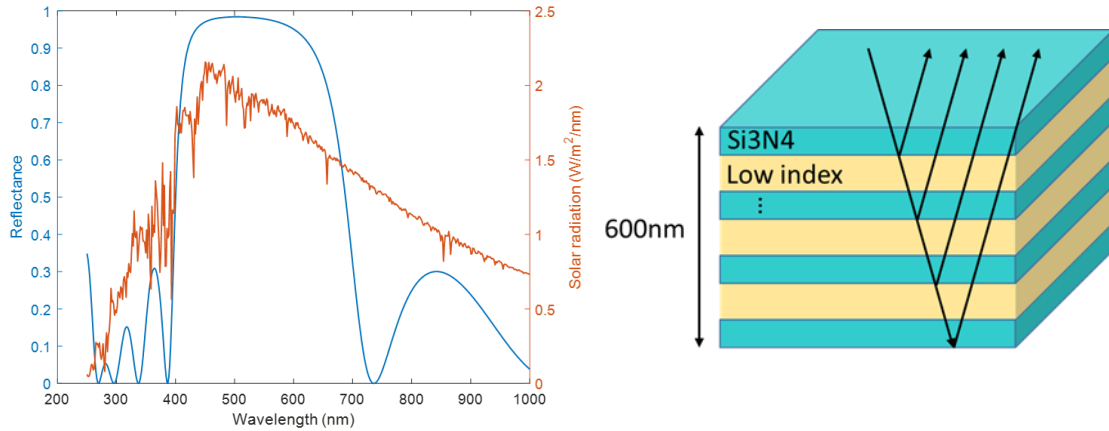 1
0.9
0.8
0.7
0.6
0.5
0.4
0.3
0.2
0.1
0
Reflectance
200 300 400 500 600 700 800 900 1000
Wavelength (nm)
2.5
2
1.5
1
0.5
0
Solar radiation (W/m²/nm)
600nm
Si3N4
Low index
⋮